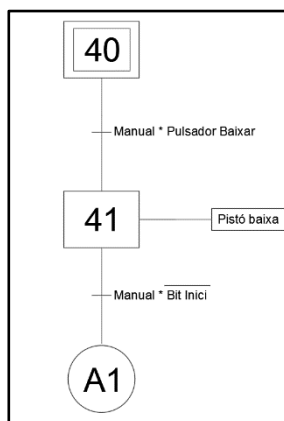 40
Manual * Pulsador Baixar
41
Pistó baixa
Manual * Bit Inici
A1